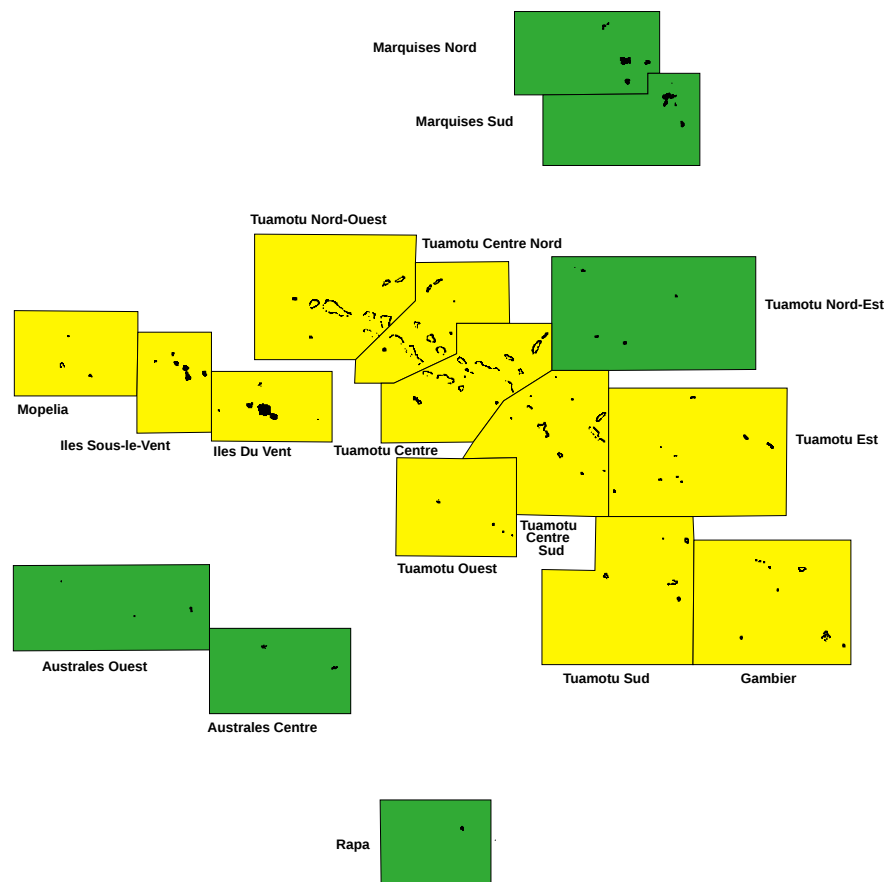 Marquises Nord
Marquises Sud
Tuamotu Nord-Ouest
Tuamotu Centre Nord
Tuamotu Nord-Est
Mopelia
Iles Sous-le-Vent
Iles Du Vent
Tuamotu Centre
Tuamotu Est
Tuamotu
Centre
Sud
Tuamotu Ouest
Australes Ouest
Tuamotu Sud
Gambier
Australes Centre
Rapa